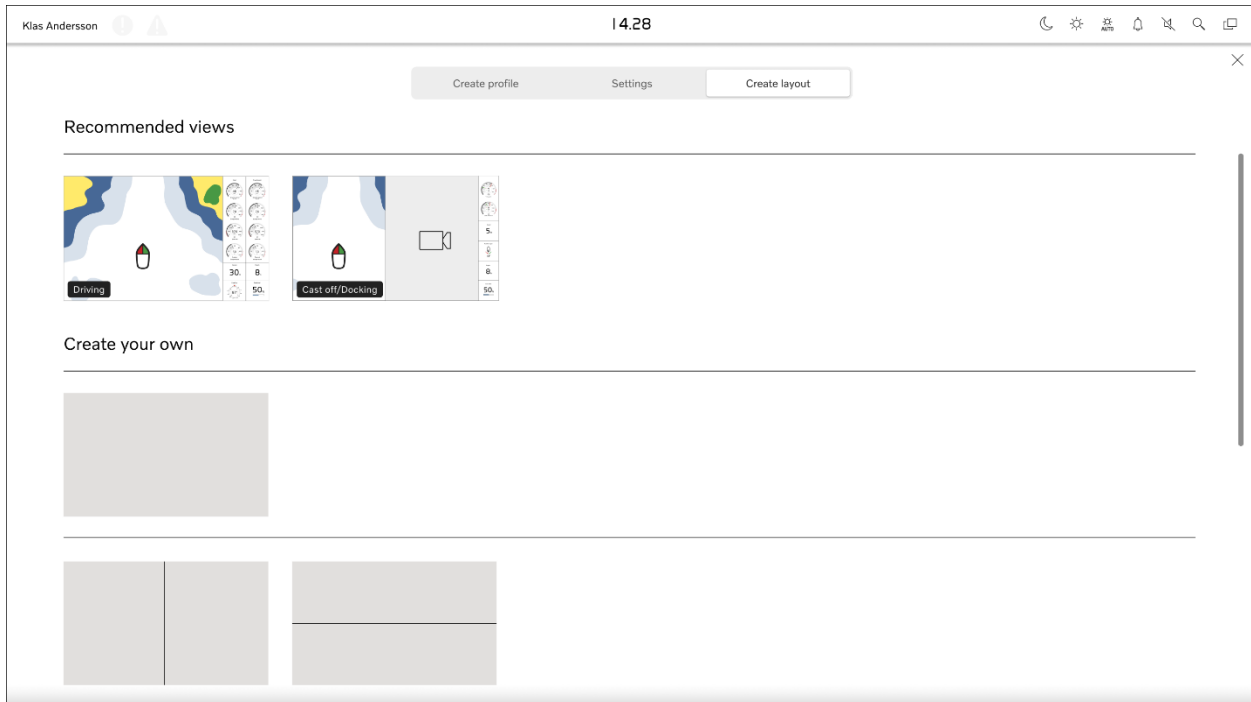 Klas Andersson
14.28
AUTO
Create profile
Settings
Create layout
Recommended views
30.
8.
50.
Driving
5.
8.
50.
Cast off/Docking
Create your own